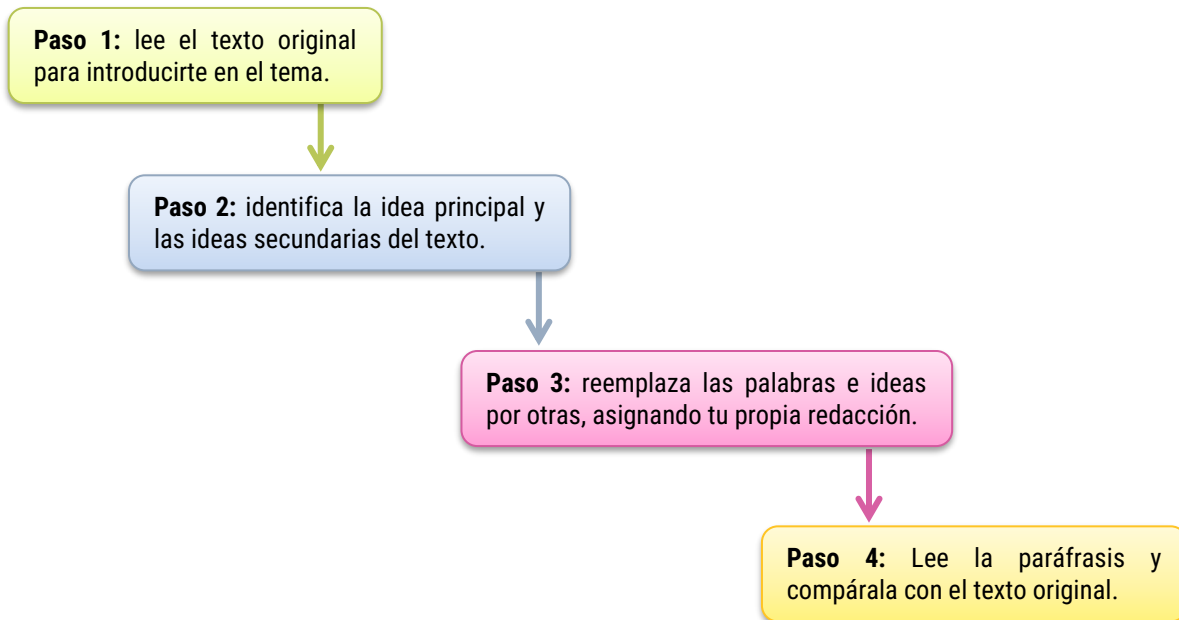 Paso 1: lee el texto original
para introducirte en el tema.
Paso 2: identifica la idea principal y
las ideas secundarias del texto.
Paso 3: reemplaza las palabras e ideas
por otras, asignando tu propia redacción.
Paso 4: Lee la paráfrasis y
compárala con el texto original.